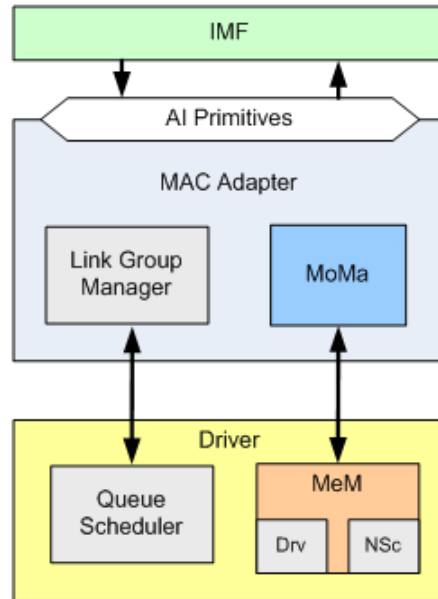 IMF
AI Primitives
MAC Adapter
Link Group
Manager
MoMa
Driver
Queue
Scheduler
MeM
Drv
NSc